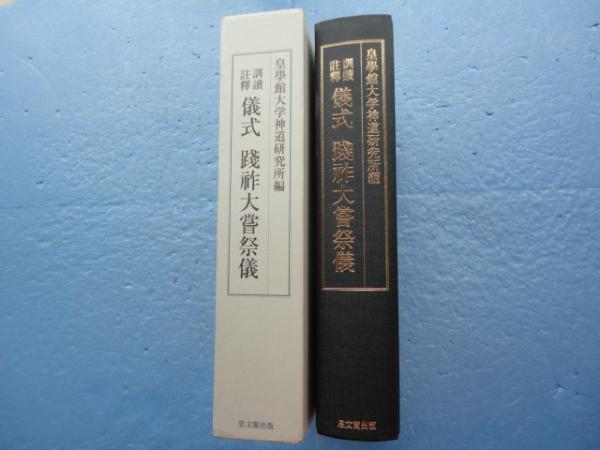 皇學館大学神道研究所編
訓讀
註釋
儀式 踐祚大嘗祭儀
思文閣出版
皇學館大学神道研究所編
訓讀
註釋
儀式 踐祚大嘗祭儀
思文閣出版